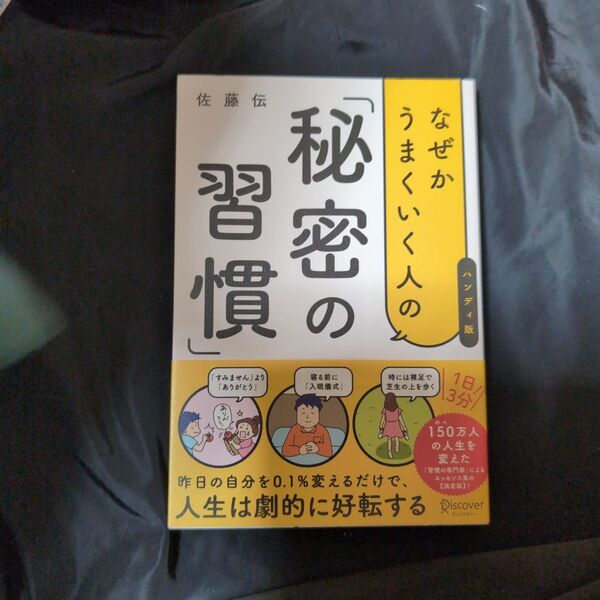 なぜか
うまくいく人の
「秘密の
習慣」
佐藤伝
ハンディ版
「すみません」より
「ありがとう」
寝る前に
「入眠儀式」
時には裸足で
芝生の上を歩く
1日
3分
のべ
150万人
の人生を
変えた
「習慣の専門家」による
エッセンス集の
【決定版】!
昨日の自分を0.1%変えるだけで、
人生は劇的に好転する
Discover